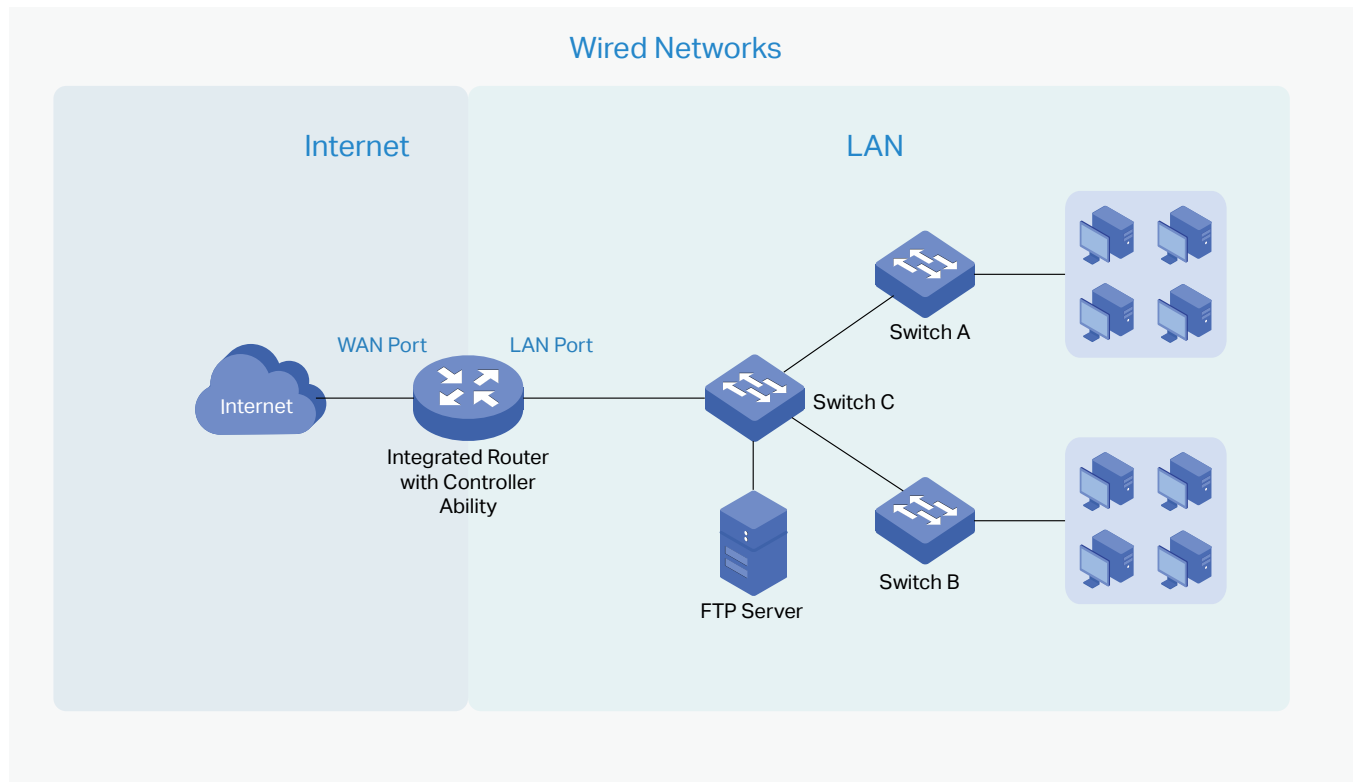 Wired Networks
Internet
LAN
WAN Port
LAN Port
Internet
Integrated Router
with Controller
Ability
Switch A
Switch C
Switch B
FTP Server